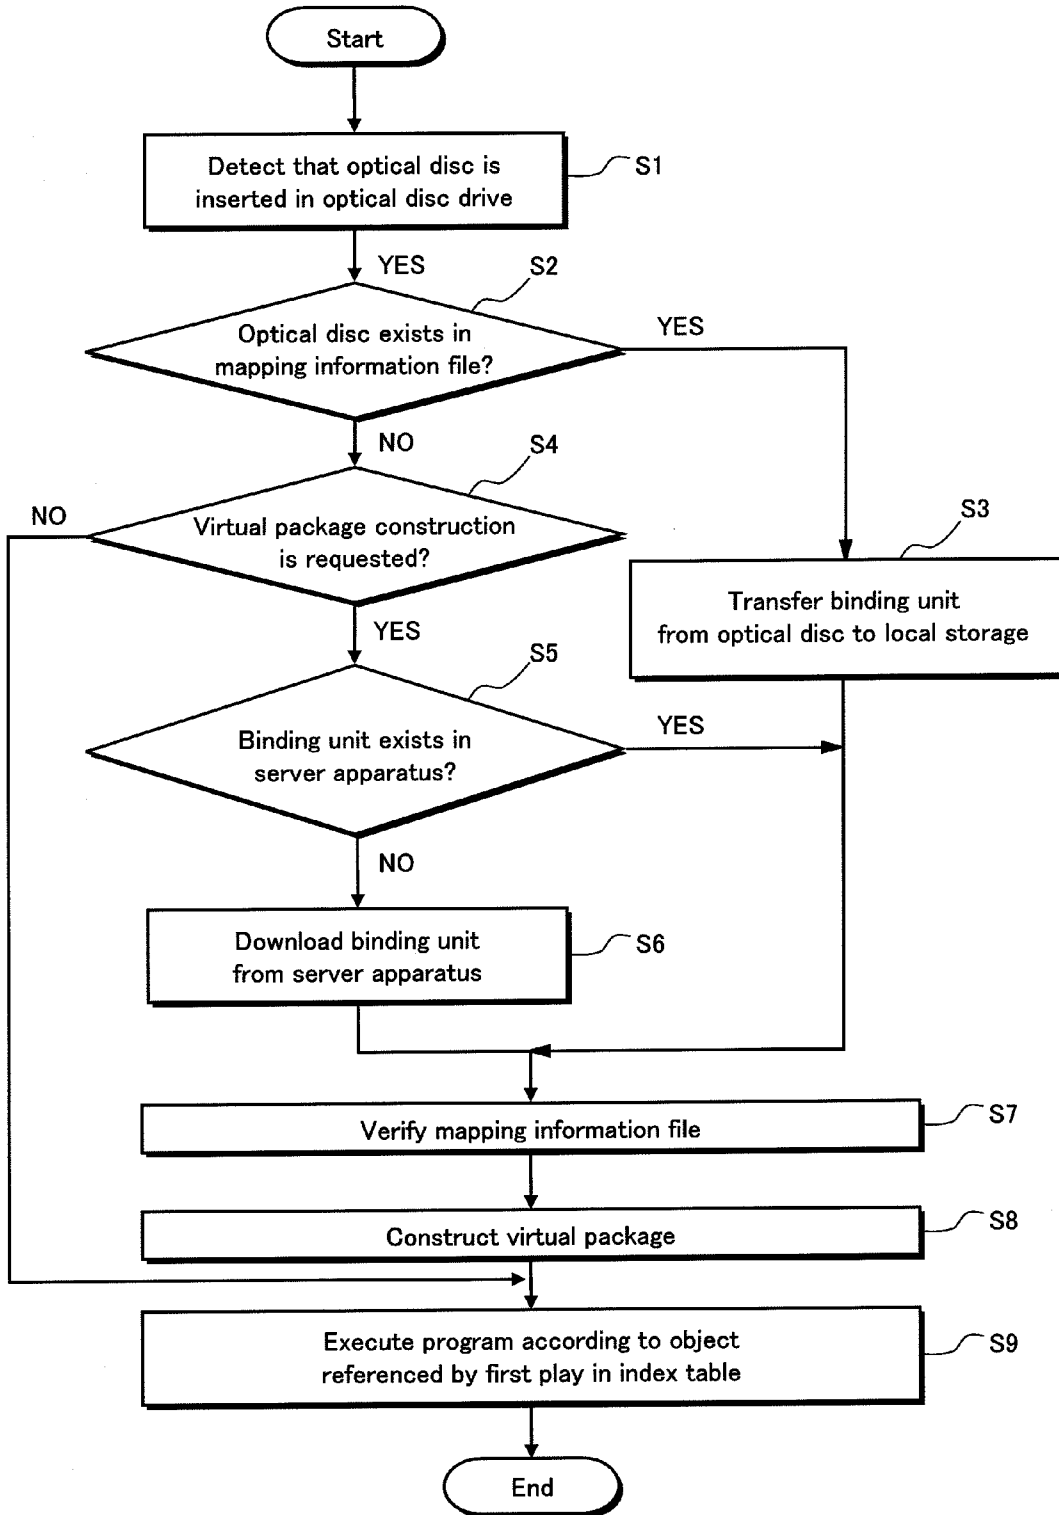 Start
Detect that optical disc is
inserted in optical disc drive
S1
YES
S2
Optical disc exists in
mapping information file?
YES
NO
S4
NO
Virtual package construction
is requested?
S3
Transfer binding unit
from optical disc to local storage
YES
S5
Binding unit exists in
server apparatus?
YES
NO
Download binding unit
from server apparatus
S6
Verify mapping information file
S7
Construct virtual package
S8
Execute program according to object
referenced by first play in index table
S9
End